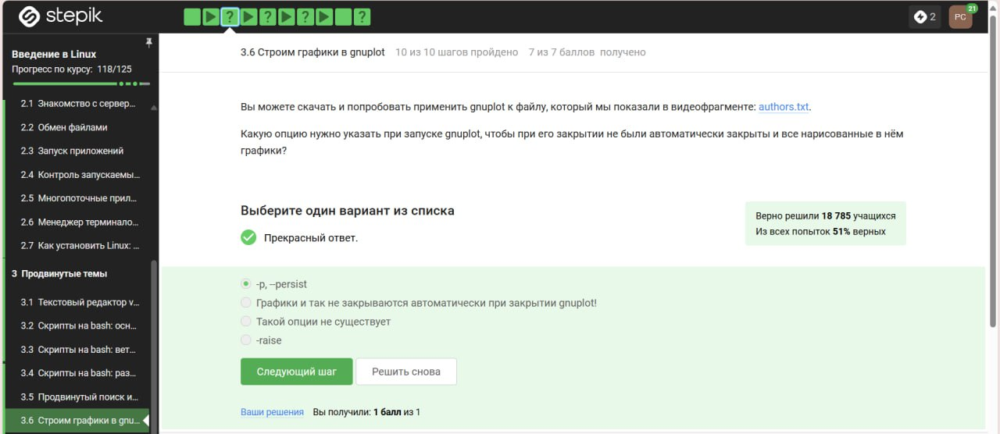 stepik
? ? ? ?
2
РС
21
Введение в Linux
Прогресс по курсу: 118/125
2.1 Знакомство с сервер...
2.2 Обмен файлами
2.3 Запуск приложений
2.4 Контроль запускаемы...
2.5 Многопоточные прил...
2.6 Менеджер терминало...
2.7 Как установить Linux: ...
3 Продвинутые темы
3.1 Текстовый редактор v...
3.2 Скрипты на bash: осн...
3.3 Скрипты на bash: вет...
3.4 Скрипты на bash: раз...
3.5 Продвинутый поиск и...
3.6 Строим графики в gnu...
3.6 Строим графики в gnuplot 10 из 10 шагов пройдено 7 из 7 баллов получено
Вы можете скачать и попробовать применить gnuplot к файлу, который мы показали в видеофрагменте: authors.txt.
Какую опцию нужно указать при запуске gnuplot, чтобы при его закрытии не были автоматически закрыты и все нарисованные в нём
графики?
Выберите один вариант из списка
Прекрасный ответ.
Верно решили 18 785 учащихся
Из всех попыток 51% верных
-p, --persist
Графики и так не закрываются автоматически при закрытии gnuplot!
Такой опции не существует
-raise
Следующий шаг
Решить снова
Ваши решения Вы получили: 1 балл из 1